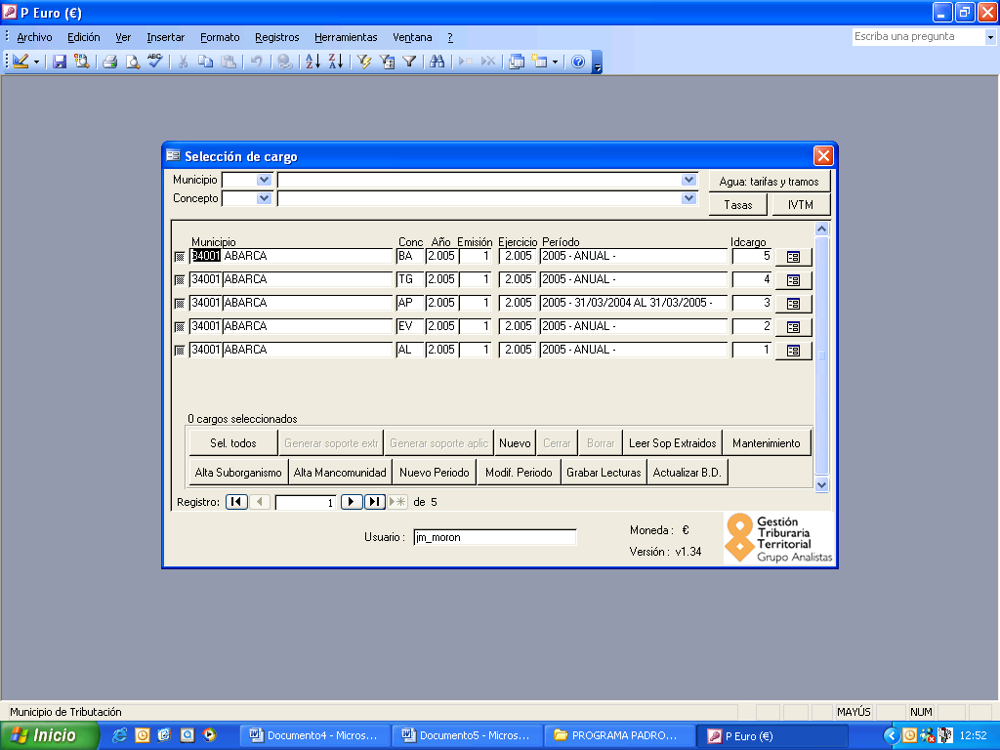 P Euro (€)
Archivo Edición Ver Insertar Formato Registros Herramientas Ventana ? Escriba una pregunta
Selección de cargo
Municipio Agua: tarifas y tramos
Concepto Tasas IVTM
Municipio Conc Año Emisión Ejercicio Período Idcargo
34001 ABARCA BA 2.005 1 2.005 2005 - ANUAL - 5
34001 ABARCA TG 2.005 1 2.005 2005 - ANUAL - 4
34001 ABARCA AP 2.005 1 2.005 2005 - 31/03/2004 AL 31/03/2005 - 3
34001 ABARCA EV 2.005 1 2.005 2005 - ANUAL - 2
34001 ABARCA AL 2.005 1 2.005 2005 - ANUAL - 1
0 cargos seleccionados
Sel. todos Generar soporte extr Generar soporte aplic Nuevo Cerrar Borrar Leer Sop Extraidos Mantenimiento
Alta Suborganismo Alta Mancomunidad Nuevo Periodo Modif. Periodo Grabar Lecturas Actualizar B.D.
Registro: 1 de 5
Usuario : jm_moron
Moneda : €
Versión : v1.34
Gestión
Triburaria
Territorial
Grupo Analistas
Municipio de Tributación MAYÚS NUM
Inicio Documento4 - Micros... Documento5 - Micros... PROGRAMA PADRO... P Euro (€) 12:52